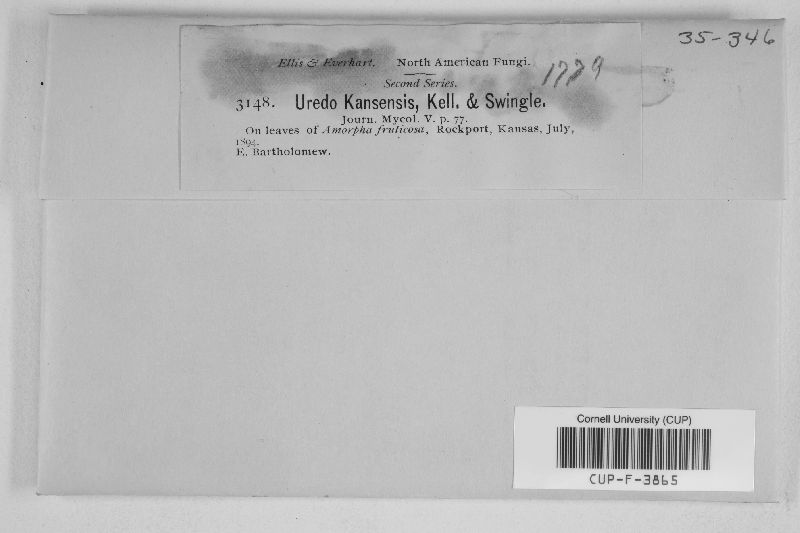 35-346
Ellis & Everhart. North American Fungi.
1729
Second Series.
3148. Uredo Kansensis, Kell. & Swingle.
Journ. Mycol. V. p. 77.
On leaves of Amorpha fruticosa, Rockport, Kansas, July,
1894.
E. Bartholomew.
Cornell University (CUP)
CUP-F-3865